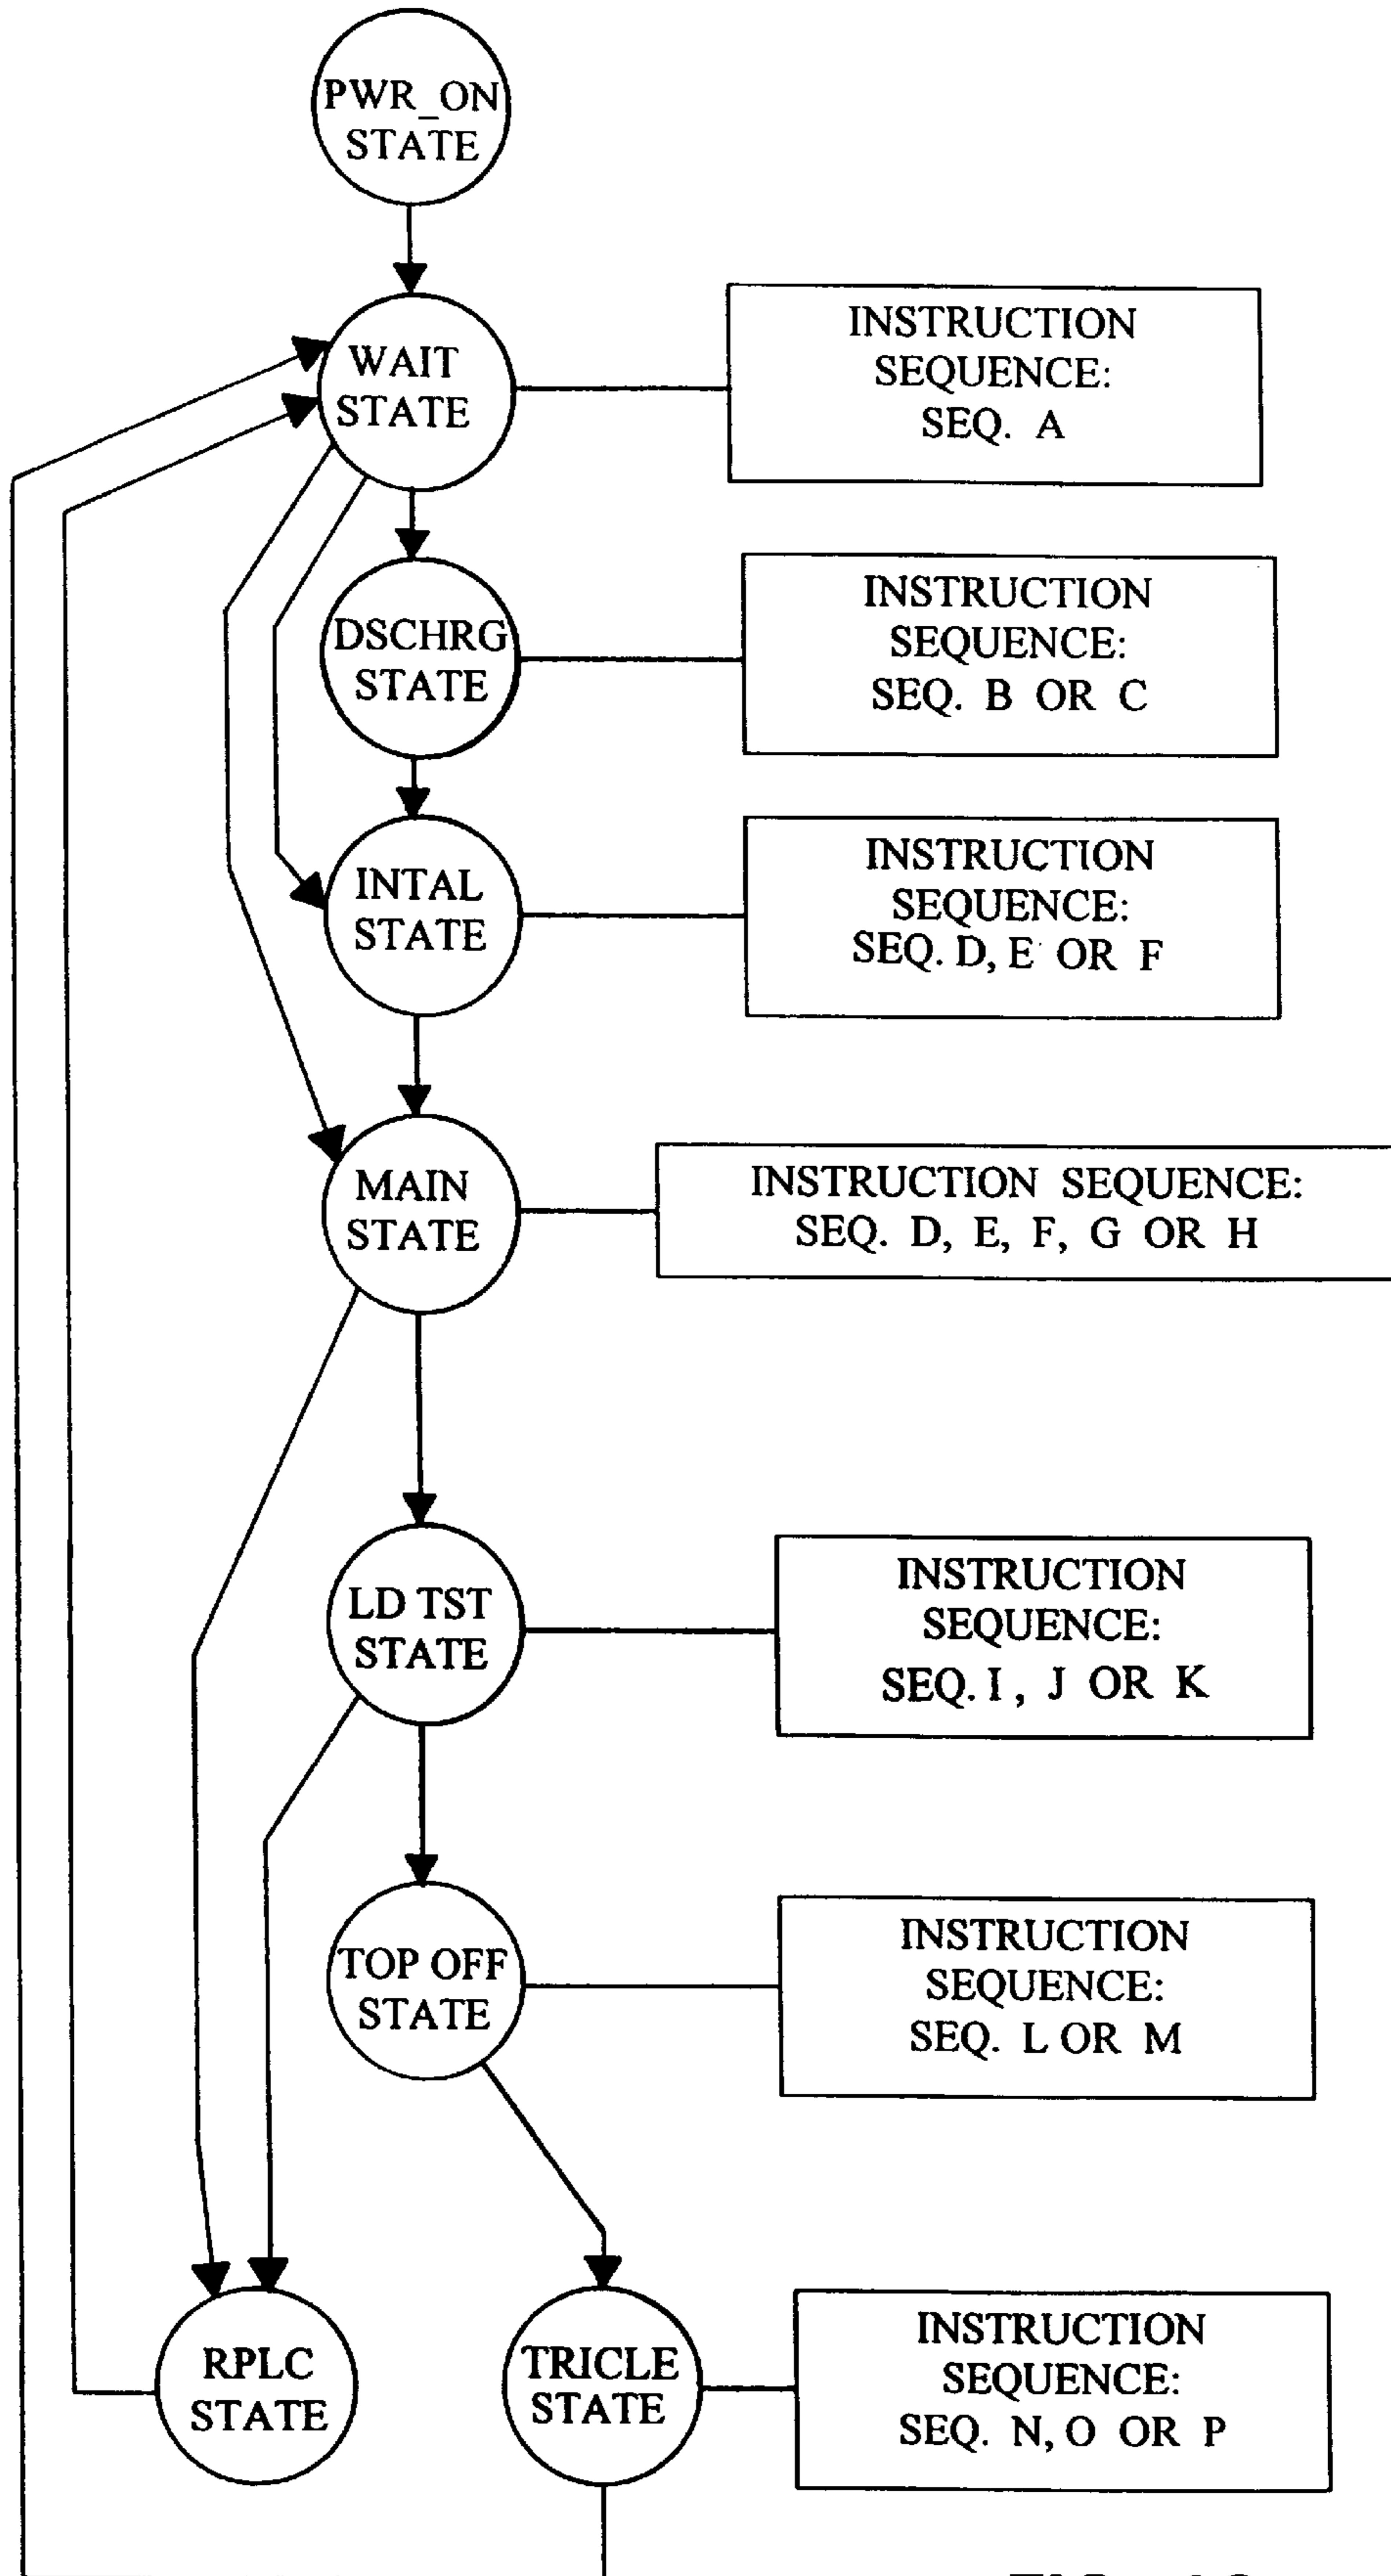 PWR_ON
STATE
WAIT
STATE
INSTRUCTION
SEQUENCE:
SEQ. A
DSCHRG
STATE
INSTRUCTION
SEQUENCE:
SEQ. B OR C
INTAL
STATE
INSTRUCTION
SEQUENCE:
SEQ. D, E OR F
MAIN
STATE
INSTRUCTION SEQUENCE:
SEQ. D, E, F, G OR H
LD TST
STATE
INSTRUCTION
SEQUENCE:
SEQ. I, J OR K
TOP OFF
STATE
INSTRUCTION
SEQUENCE:
SEQ. L OR M
RPLC
STATE
TRICLE
STATE
INSTRUCTION
SEQUENCE:
SEQ. N, O OR P